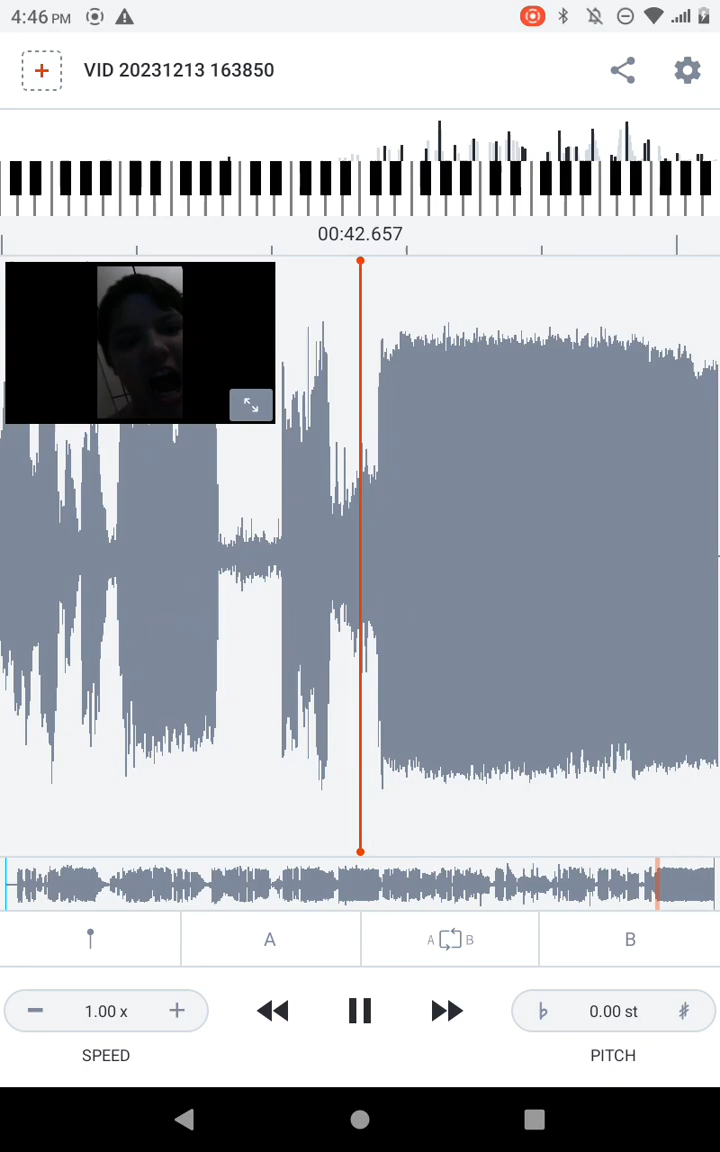 4:46 PM
VID 20231213 163850
00:42.657
A
A B
B
1.00 x
0.00 st
SPEED
PITCH